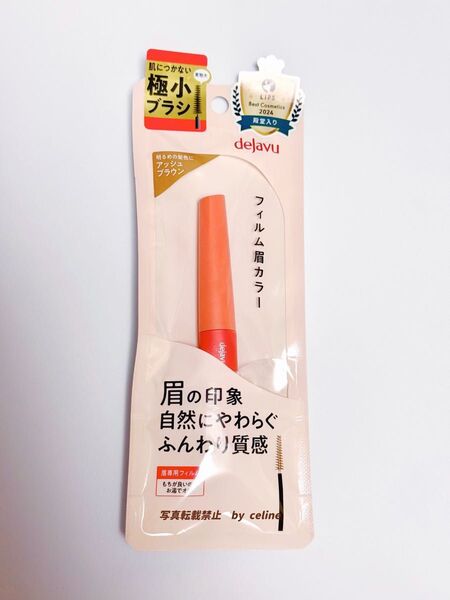 肌につかない
極小
ブラシ
実物大
LIPS
Best Cosmetics
2024
殿堂入り
dejavu
明るめの髪色に
アッシュ
ブラウン
フィルム眉カラー
dejavu
眉の印象
自然にやわらぐ
ふんわり質感
眉専用フィル
もちが良いの
お湯でオ
写真転載禁止 by celine